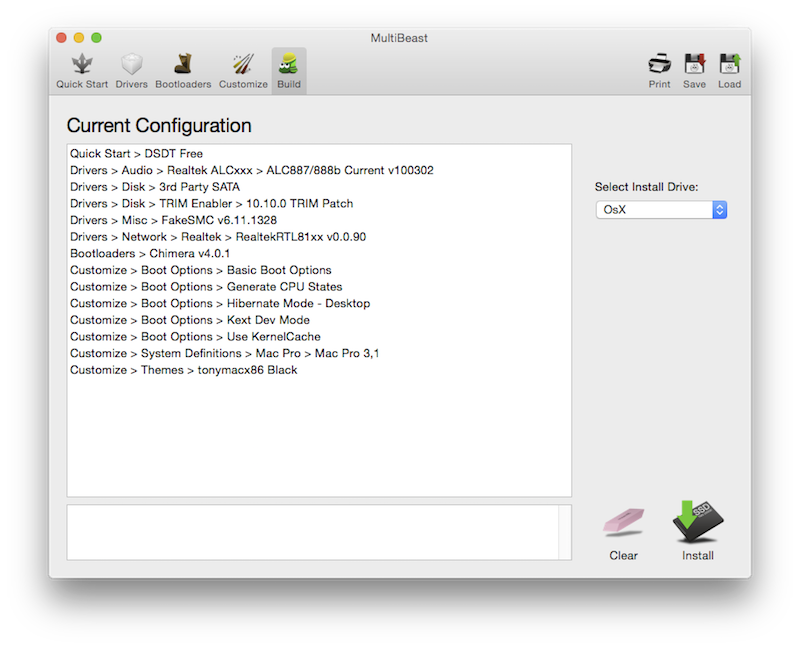 MultiBeast
Quick Start Drivers Bootloaders Customize Build Print Save Load
Current Configuration
Quick Start > DSDT Free
Drivers > Audio > Realtek ALCxxx > ALC887/888b Current v100302
Drivers > Disk > 3rd Party SATA
Drivers > Disk > TRIM Enabler > 10.10.0 TRIM Patch
Drivers > Misc > FakeSMC v6.11.1328
Drivers > Network > Realtek > RealtekRTL81xx v0.0.90
Bootloaders > Chimera v4.0.1
Customize > Boot Options > Basic Boot Options
Customize > Boot Options > Generate CPU States
Customize > Boot Options > Hibernate Mode - Desktop
Customize > Boot Options > Kext Dev Mode
Customize > Boot Options > Use KernelCache
Customize > System Definitions > Mac Pro > Mac Pro 3,1
Customize > Themes > tonymacx86 Black
Select Install Drive:
OsX
SSD
Clear Install